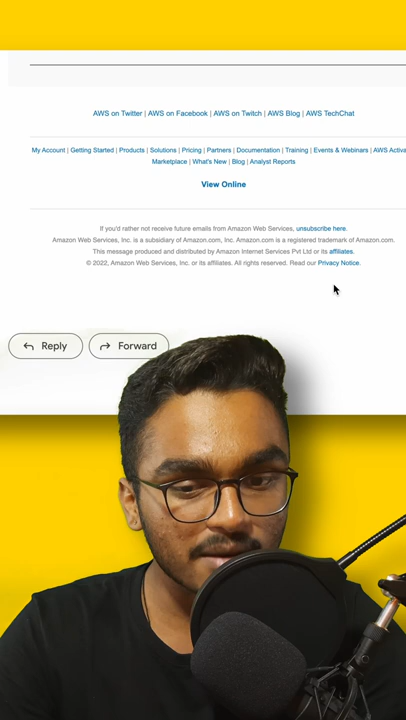 AWS on Twitter | AWS on Facebook | AWS on Twitch | AWS Blog | AWS TechChat
My Account | Getting Started | Products | Solutions | Pricing | Partners | Documentation | Training | Events & Webinars | AWS Activa
Marketplace | What's New | Blog | Analyst Reports
View Online
If you'd rather not receive future emails from Amazon Web Services, unsubscribe here.
Amazon Web Services, Inc. is a subsidiary of Amazon.com, Inc. Amazon.com is a registered trademark of Amazon.com.
This message produced and distributed by Amazon Internet Services Pvt Ltd or its affiliates.
© 2022, Amazon Web Services, Inc. or its affiliates. All rights reserved. Read our Privacy Notice.
Reply Forward